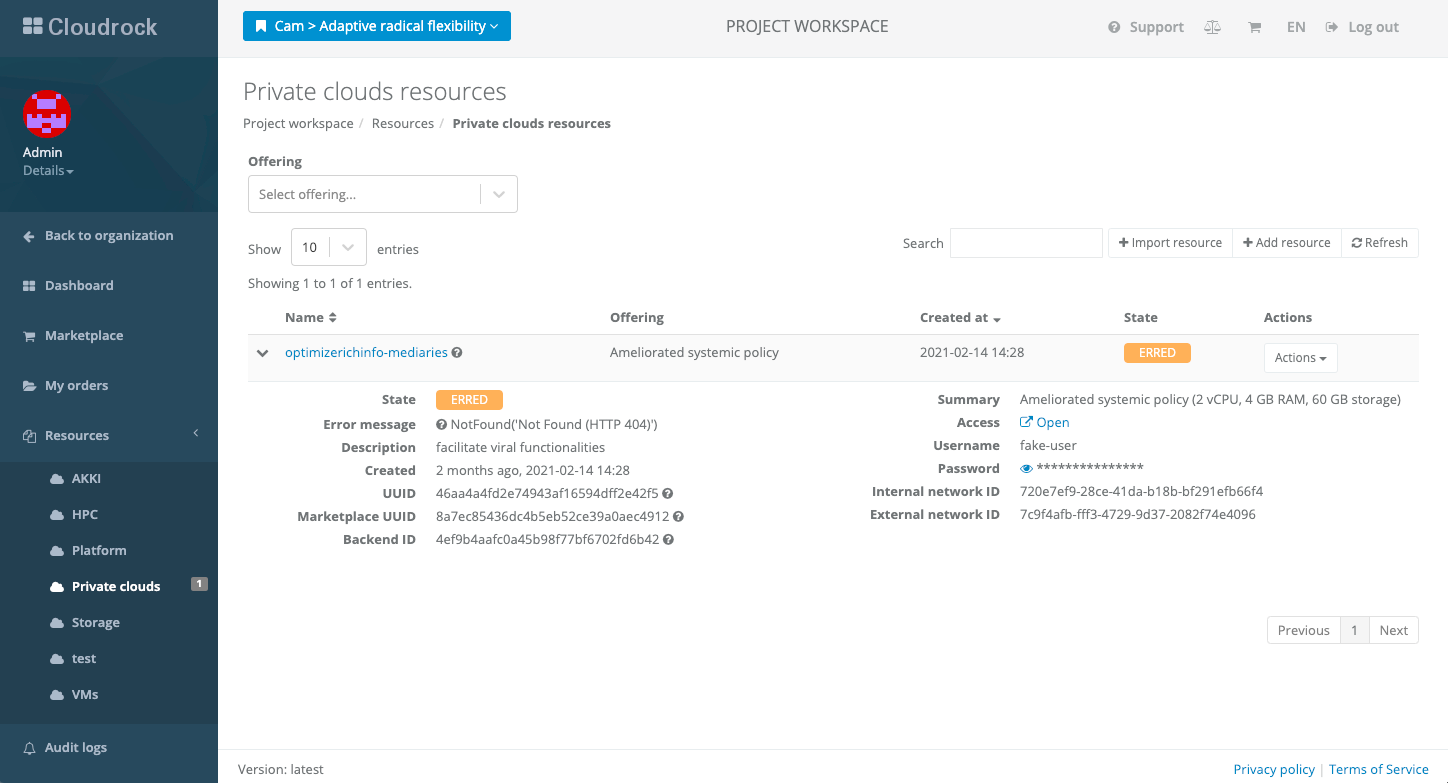 Cloudrock
Cam > Adaptive radical flexibility
PROJECT WORKSPACE
Support
EN
Log out
Admin
Details
Back to organization
Dashboard
Marketplace
My orders
Resources
AKKI
HPC
Platform
Private clouds 1
Storage
test
VMs
Audit logs
Private clouds resources
Project workspace / Resources / Private clouds resources
Offering
Select offering...
Show 10 entries
Search
Import resource
Add resource
Refresh
Showing 1 to 1 of 1 entries.
Name Offering Created at State Actions
optimizerichinfo-mediaries Ameliorated systemic policy 2021-02-14 14:28 ERRED Actions
State ERRED
Error message NotFound('Not Found (HTTP 404)')
Description facilitate viral functionalities
Created 2 months ago, 2021-02-14 14:28
UUID 46aa4a4fd2e74943af16594dff2e42f5
Marketplace UUID 8a7ec85436dc4b5eb52ce39a0aec4912
Backend ID 4ef9b4aafc0a45b98f77bf6702fd6b42
Summary Ameliorated systemic policy (2 vCPU, 4 GB RAM, 60 GB storage)
Access Open
Username fake-user
Password ***************
Internal network ID 720e7ef9-28ce-41da-b18b-bf291efb66f4
External network ID 7c9f4afb-fff3-4729-9d37-2082f74e4096
Previous 1 Next
Version: latest
Privacy policy | Terms of Service